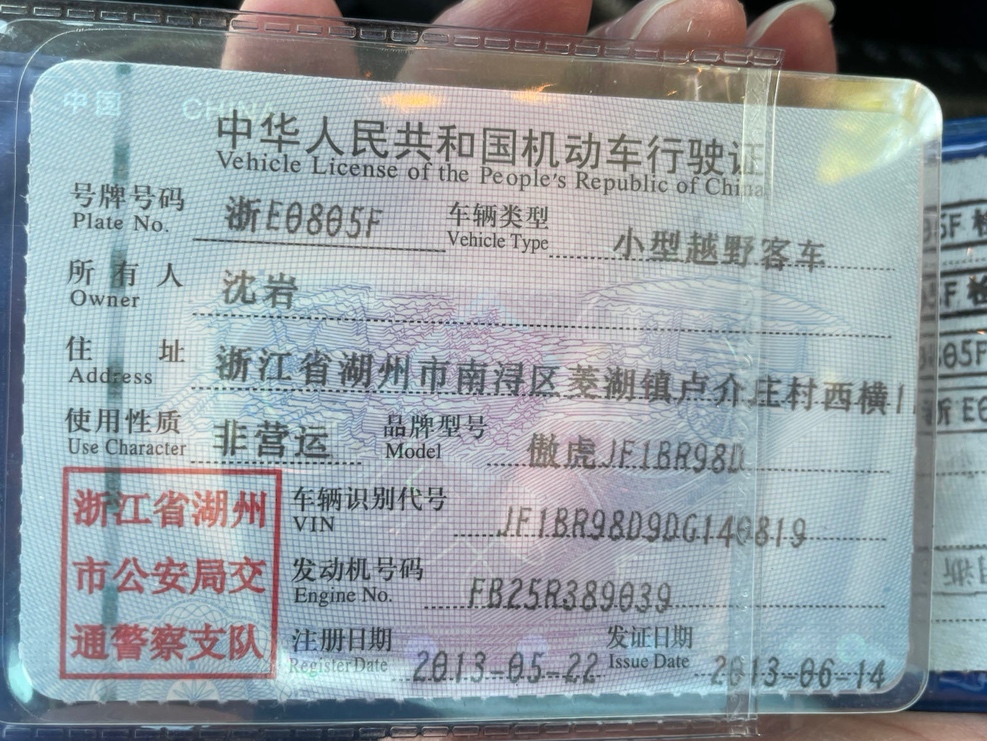 中国 CHINA
中华人民共和国机动车行驶证
Vehicle License of the People's Republic of China
号牌号码 浙E0805F 车辆类型 小型越野客车
Plate No. Vehicle Type
所有人 沈岩
Owner
住址 浙江省湖州市南浔区菱湖镇卢介庄村西横
Address
使用性质 非营运 品牌型号 傲虎JF1BR98D
Use Character Model
浙江省湖州
市公安局交
通警察支队
车辆识别代号 JF1BR98D9DG140819
VIN
发动机号码 FB25R389039
Engine No.
注册日期 2013-05-22 发证日期 2013-06-14
Register Date Issue Date
5F
5F
05F
浙E0